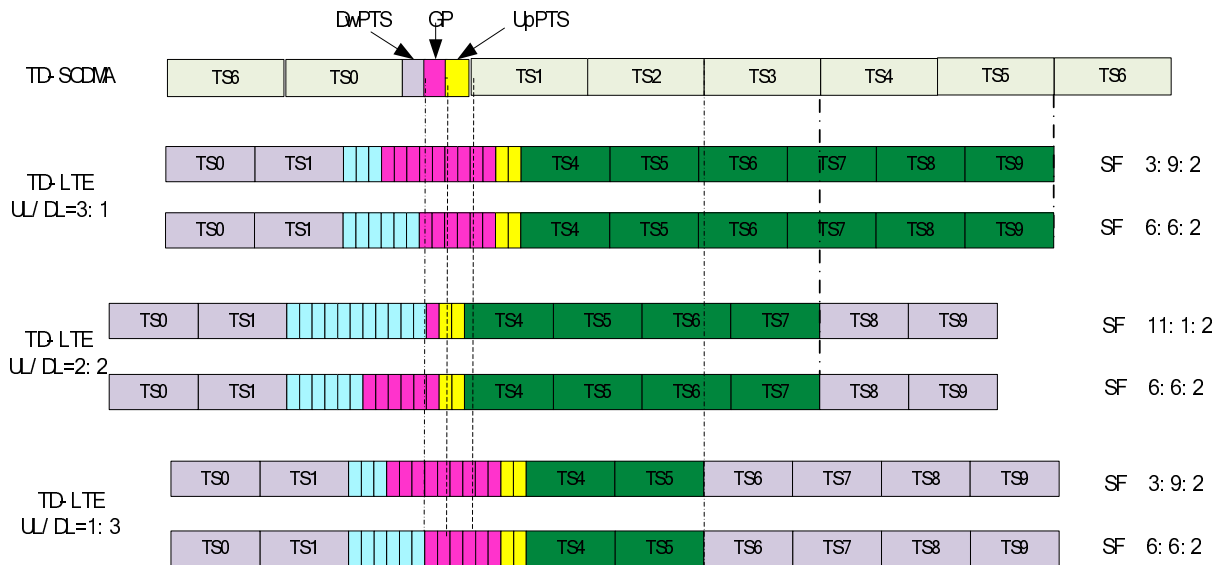 DwPTS GP UpPTS
TD-SCDMA TS6 TS0 TS1 TS2 TS3 TS4 TS5 TS6
TS0 TS1 TS4 TS5 TS6 TS7 TS8 TS9 SF 3: 9: 2
TD-LTE
UL/DL=3: 1
TS0 TS1 TS4 TS5 TS6 TS7 TS8 TS9 SF 6: 6: 2
TS0 TS1 TS4 TS5 TS6 TS7 TS8 TS9 SF 11: 1: 2
TD-LTE
UL/DL=2: 2
TS0 TS1 TS4 TS5 TS6 TS7 TS8 TS9 SF 6: 6: 2
TS0 TS1 TS4 TS5 TS6 TS7 TS8 TS9 SF 3: 9: 2
TD-LTE
UL/DL=1: 3
TS0 TS1 TS4 TS5 TS6 TS7 TS8 TS9 SF 6: 6: 2